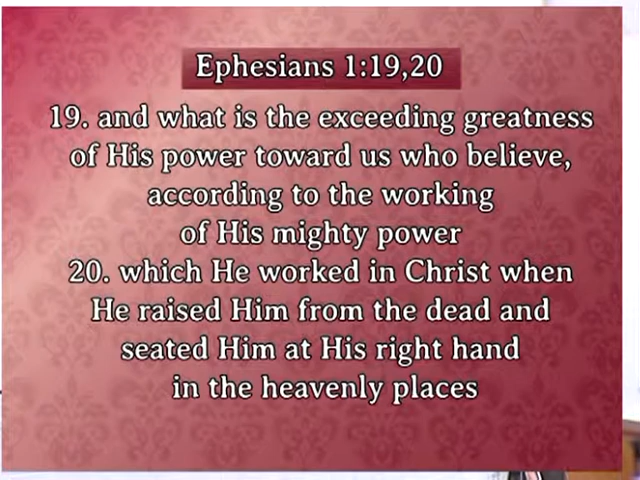 Ephesians 1:19,20
19. and what is the exceeding greatness
of His power toward us who believe,
according to the working
of His mighty power
20. which He worked in Christ when
He raised Him from the dead and
seated Him at His right hand
in the heavenly places